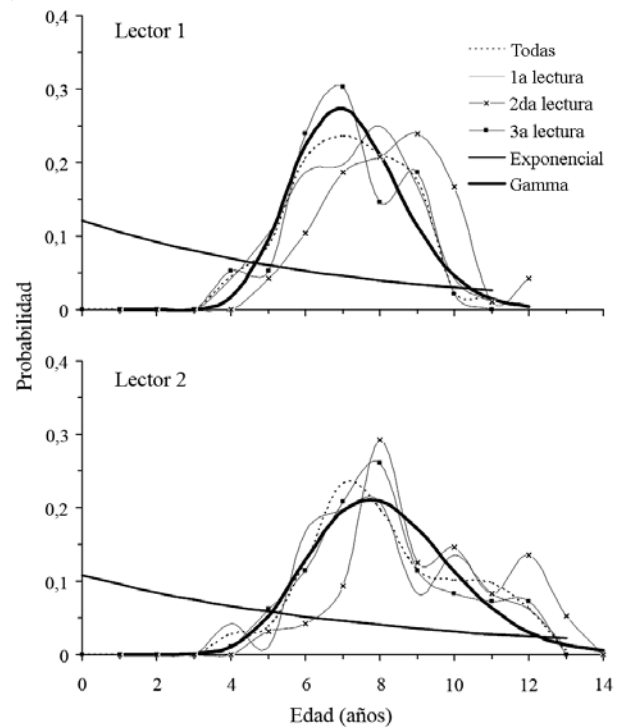 0,4
Lector 1
Todas
1a lectura
2da lectura
3a lectura
Exponencial
Gamma
0,3
0,2
0,1
0
Probabilidad
0,4
Lector 2
0,3
0,2
0,1
0
0 2 4 6 8 10 12 14
Edad (años)